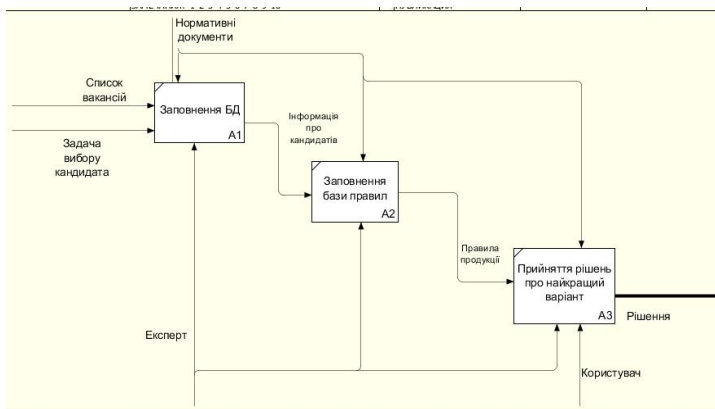 Нормативні
документи
Список
вакансій
Заповнення БД
A1
Задача
вибору
кандидата
Інформація
про
кандидатів
Заповнення
бази правил
A2
Правила
продукції
Прийняття рішень
про найкращий
варіант
A3
Рішення
Експерт
Користувач